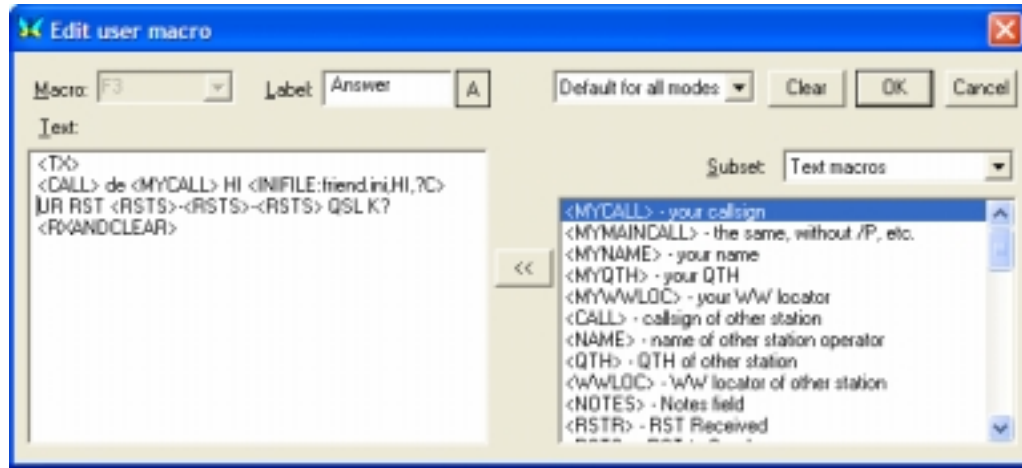 Edit user macro
Macro: F3 Label: Answer A Default for all modes Clear OK Cancel
Text:
<TX>
<CALL> de <MYCALL> HI <INIFILE:friend.ini,HI,?C>
UR RST <RSTS>-<RSTS>-<RSTS> QSL K?
<RXANDCLEAR>
<<
Subset: Text macros
<MYCALL> - your callsign
<MYMAINCALL> - the same, without /P, etc.
<MYNAME> - your name
<MYQTH> - your QTH
<MYWWLOC> - your WW locator
<CALL> - callsign of other station
<NAME> - name of other station operator
<QTH> - QTH of other station
<WWLOC> - WW locator of other station
<NOTES> - Notes field
<RSTR> - RST Received